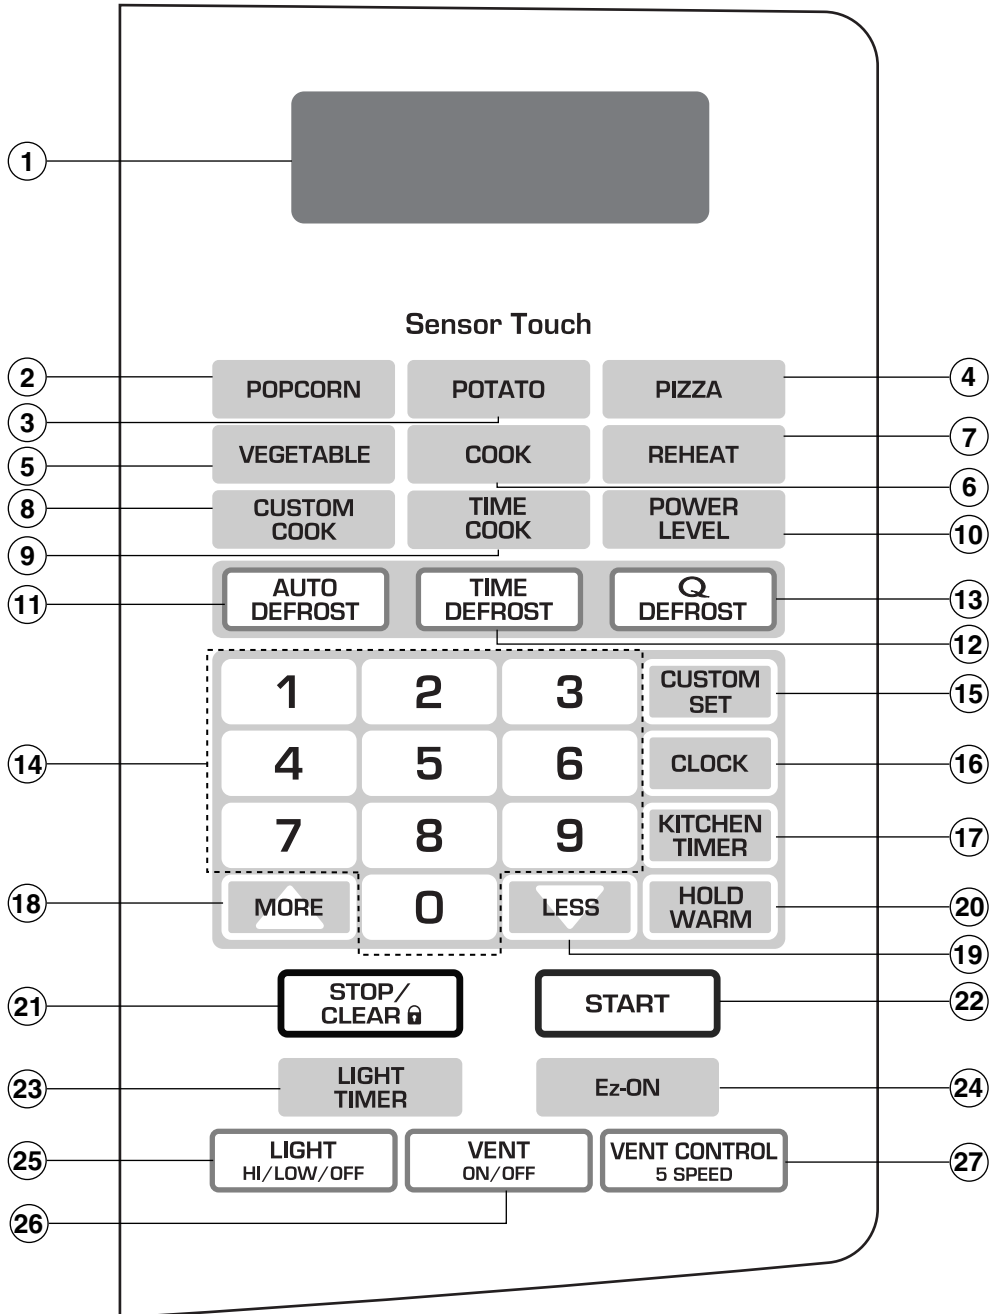 1
Sensor Touch
2
POPCORN
POTATO
PIZZA
4
3
5
VEGETABLE
COOK
REHEAT
7
6
8
CUSTOM
COOK
TIME
COOK
POWER
LEVEL
10
9
11
AUTO
DEFROST
TIME
DEFROST
Q
DEFROST
13
12
1
2
3
CUSTOM
SET
15
14
4
5
6
CLOCK
16
7
8
9
KITCHEN
TIMER
17
18
MORE
0
LESS
HOLD
WARM
20
19
21
STOP/
CLEAR
START
22
23
LIGHT
TIMER
Ez-ON
24
25
LIGHT
HI/LOW/OFF
VENT
ON/OFF
VENT CONTROL
5 SPEED
27
26